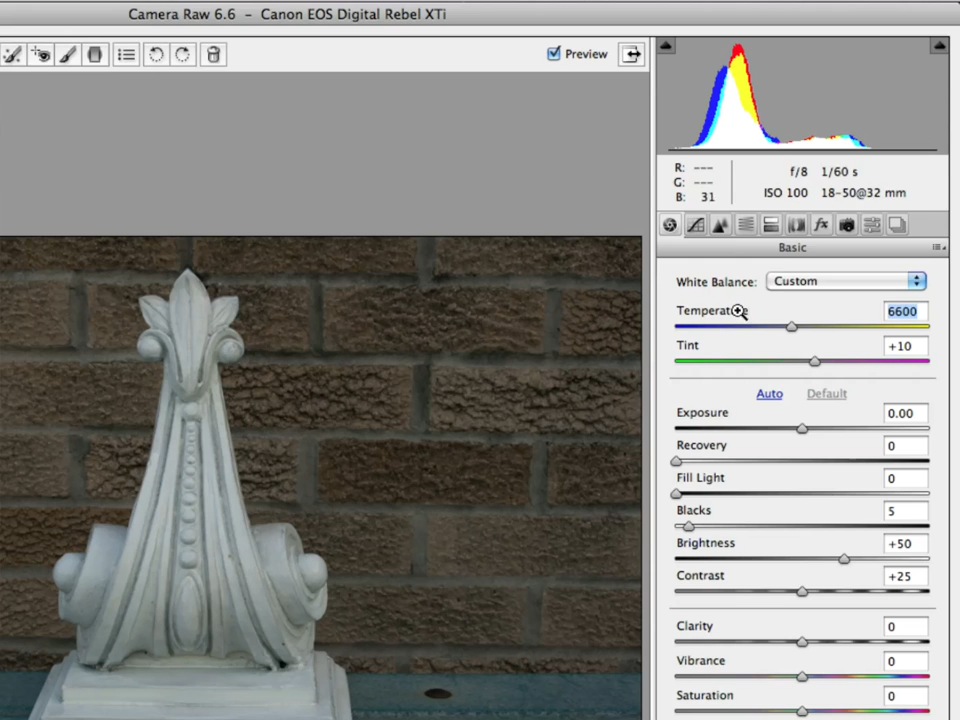 Camera Raw 6.6 - Canon EOS Digital Rebel XTi
Preview
R: ---
G: ---
B: 31
f/8 1/60 s
ISO 100 18-50@32 mm
fx
Basic
White Balance: Custom
Temperature 6600
Tint +10
Auto Default
Exposure 0.00
Recovery 0
Fill Light 0
Blacks 5
Brightness +50
Contrast +25
Clarity 0
Vibrance 0
Saturation 0